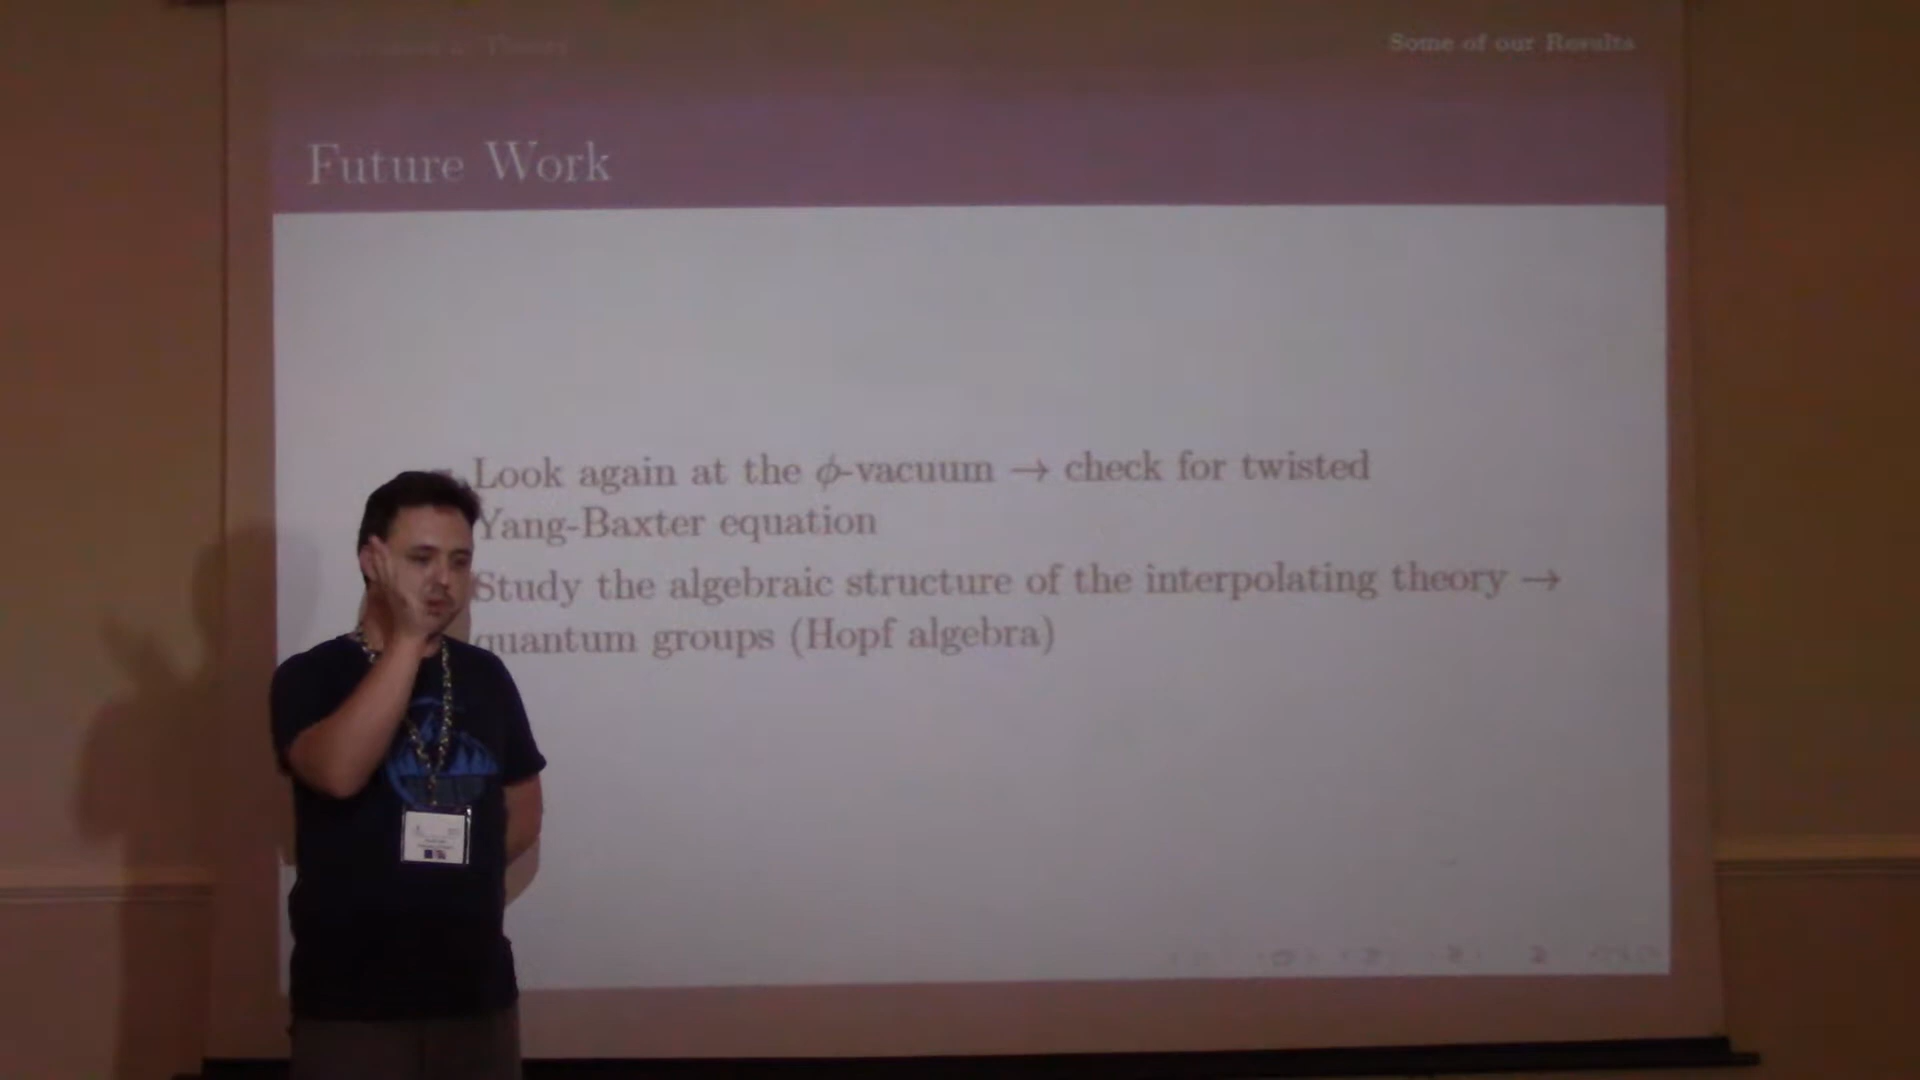 Theory
Some of our Results
Future Work
Look again at the ϕ-vacuum → check for twisted
Yang-Baxter equation
Study the algebraic structure of the interpolating theory →
quantum groups (Hopf algebra)